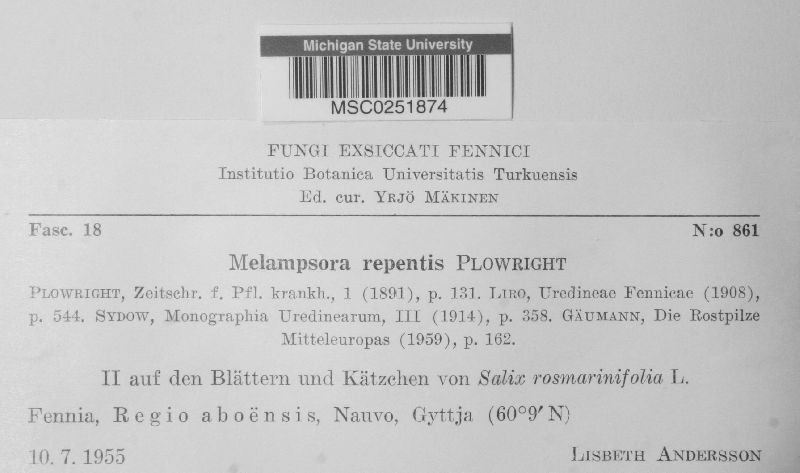 Michigan State University
MSC0251874
FUNGI EXSICCATI FENNICI
Institutio Botanica Universitatis Turkuensis
Ed. cur. YRJÖ MÄKINEN
Fasc. 18 N:o 861
Melampsora repentis PLOWRIGHT
PLOWRIGHT, Zeitschr. f. Pfl. krankh., 1 (1891), p. 131. LIRO, Uredineae Fennicae (1908),
p. 544. SYDOW, Monographia Uredinearum, III (1914), p. 358. GÄUMANN, Die Rostpilze
Mitteleuropas (1959), p. 162.
II auf den Blättern und Kätzchen von Salix rosmarinifolia L.
Fennia, Regio aboënsis, Nauvo, Gyttja (60°9′ N)
10. 7. 1955 LISBETH ANDERSSON